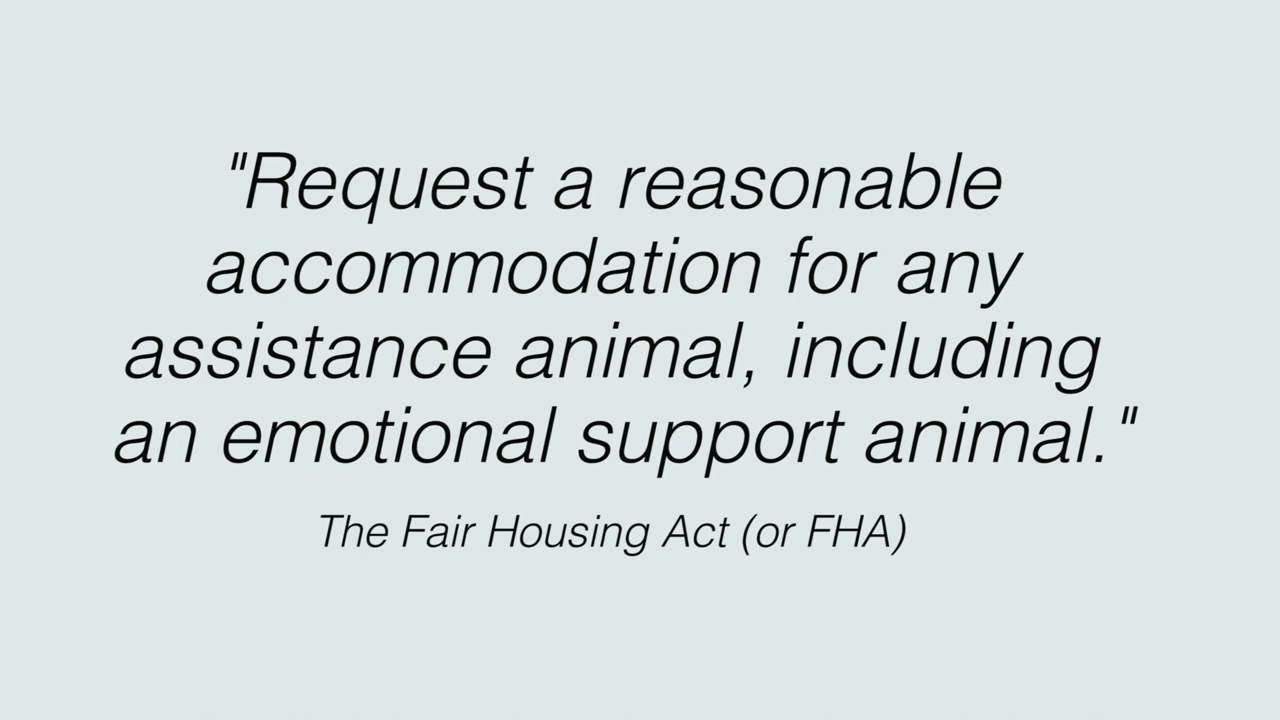 "Request a reasonable
accommodation for any
assistance animal, including
an emotional support animal."
The Fair Housing Act (or FHA)